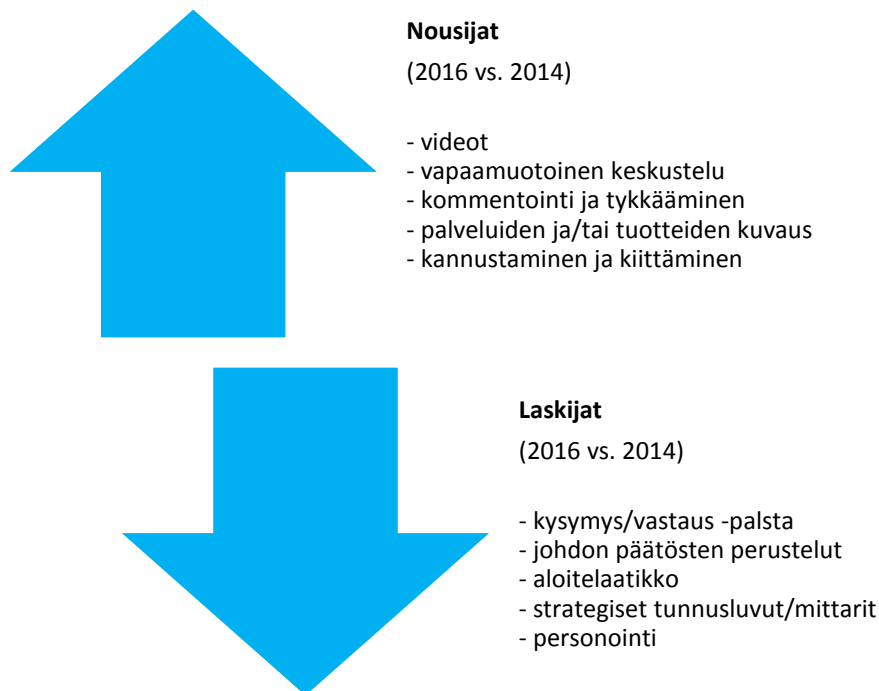 Nousijat
(2016 vs. 2014)
- videot
- vapaamuotoinen keskustelu
- kommentointi ja tykkääminen
- palveluiden ja/tai tuotteiden kuvaus
- kannustaminen ja kiittäminen
Laskijat
(2016 vs. 2014)
- kysymys/vastaus -palsta
- johdon päätösten perustelut
- aloitelaatikko
- strategiset tunnusluvut/mittarit
- personointi